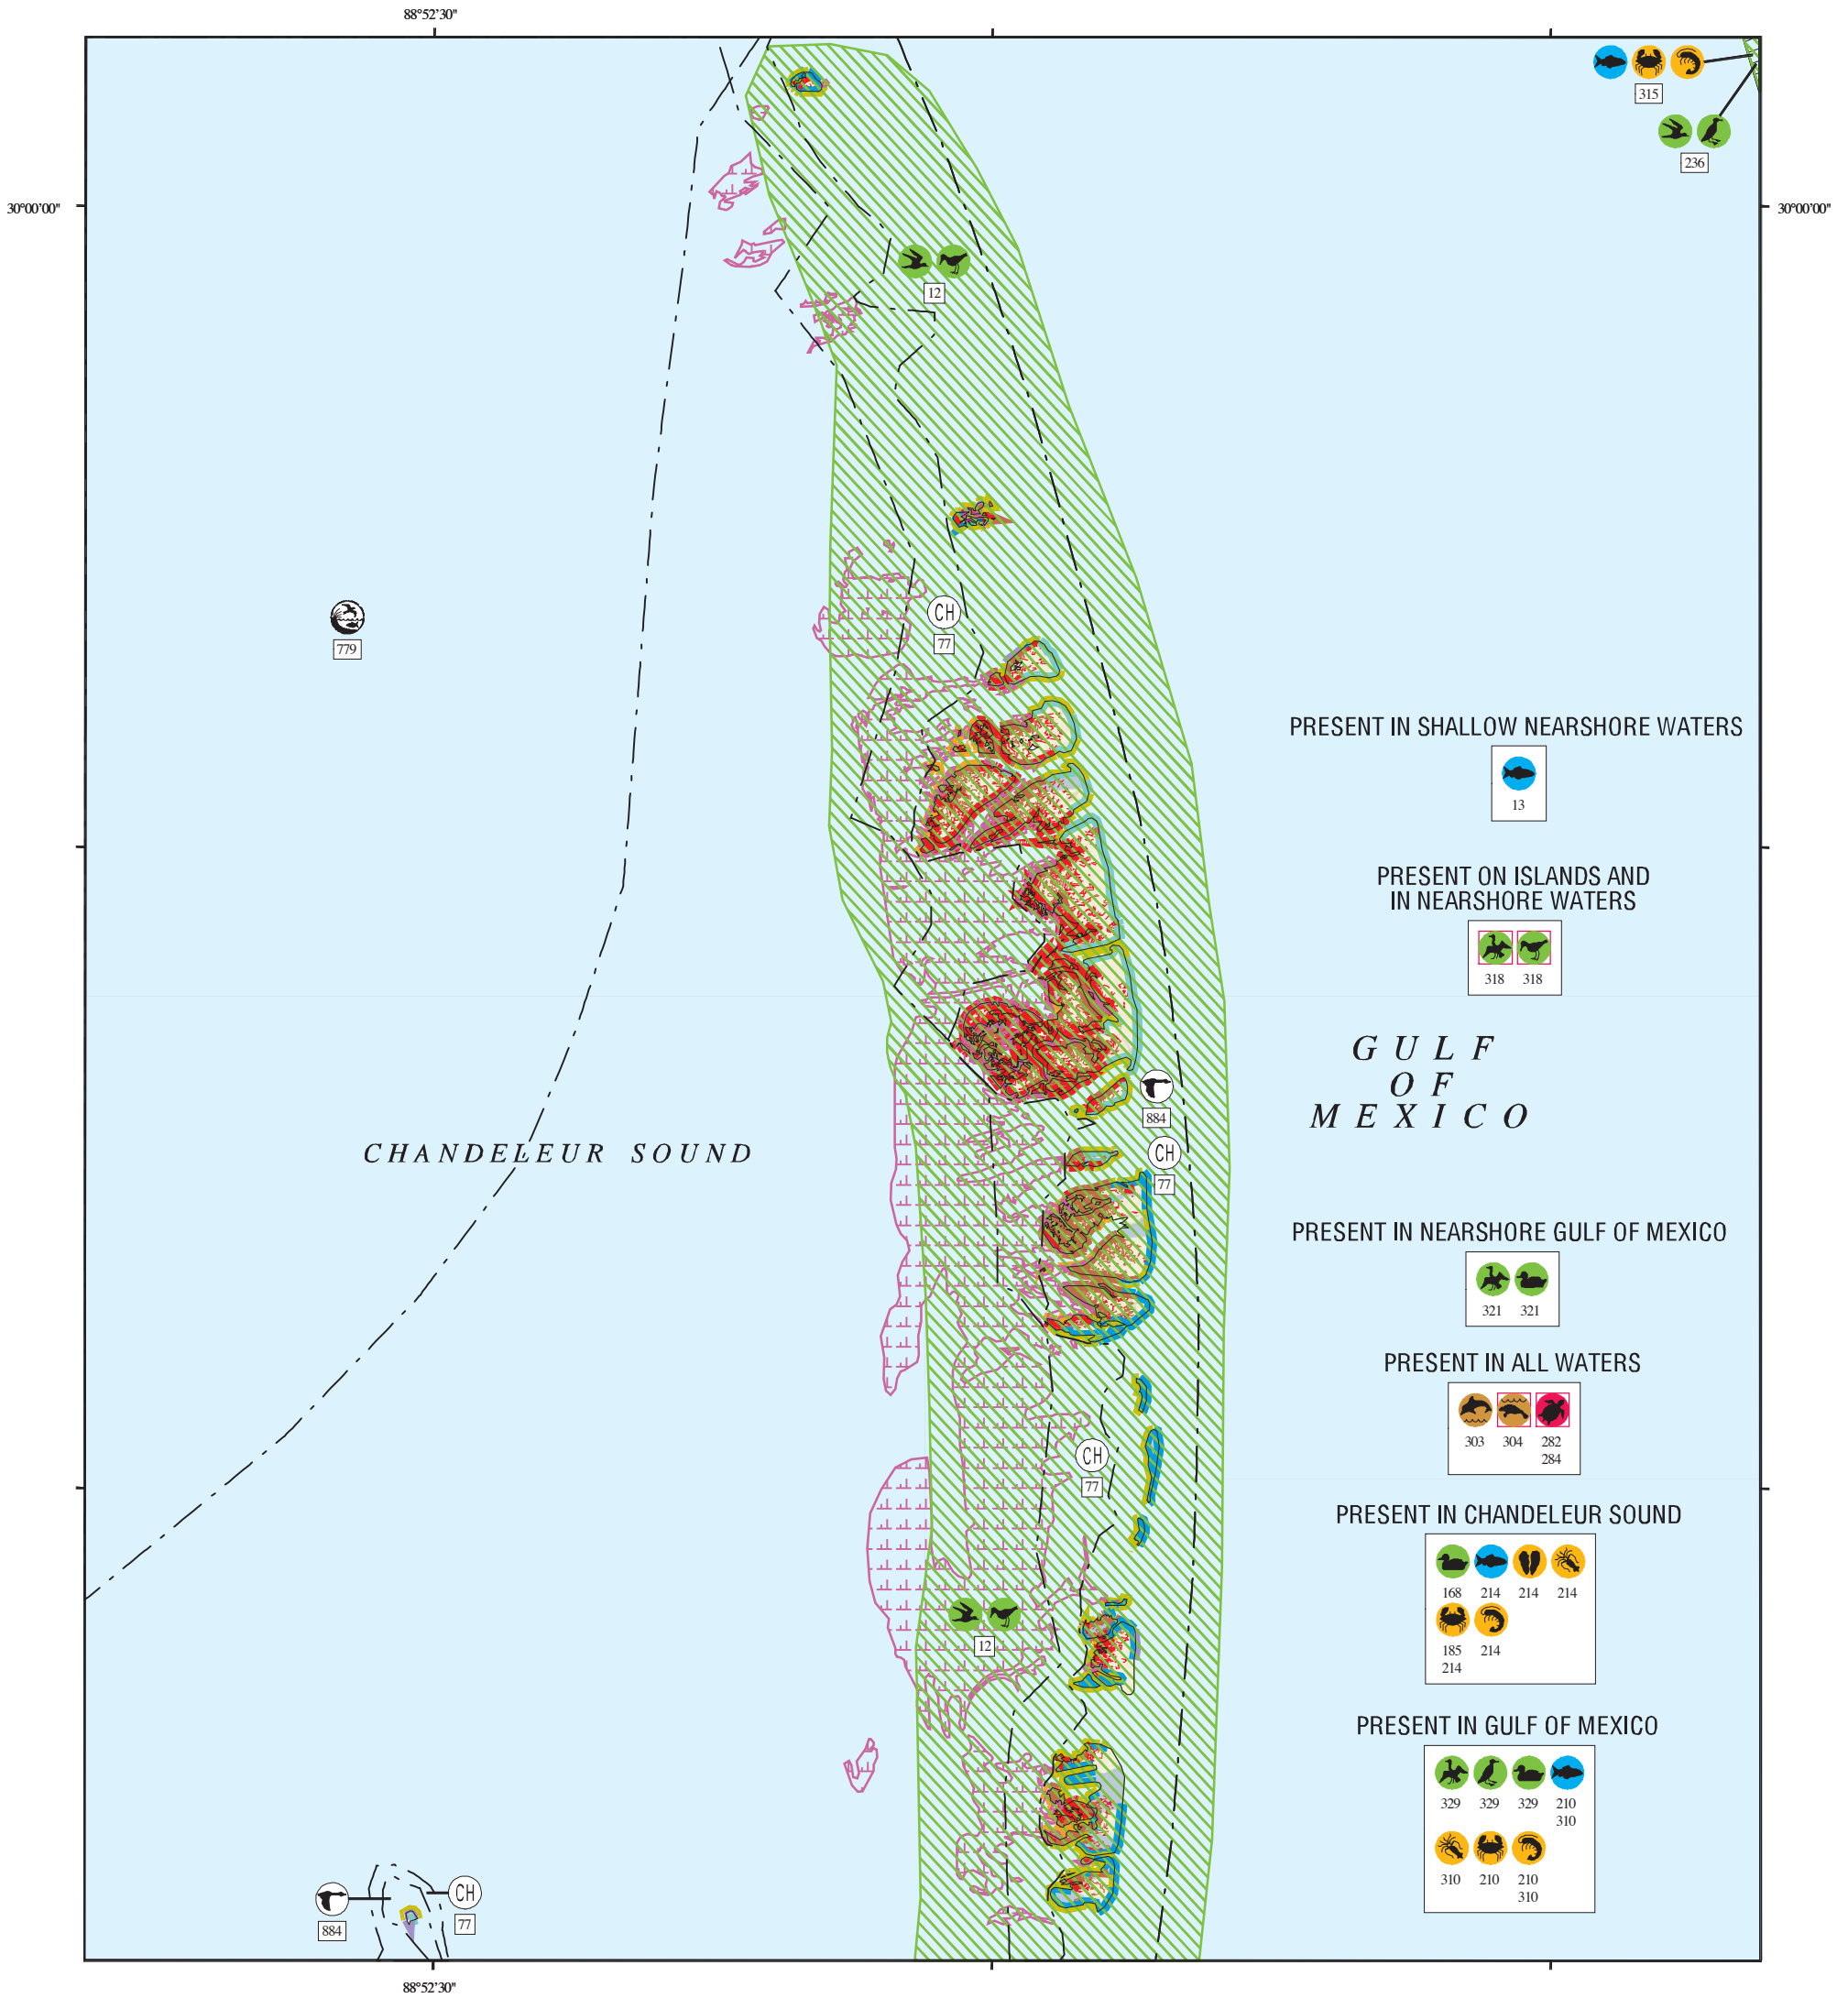 88°52'30"
315
236
30°00'00"
30°00'00"
12
CH
77
779
PRESENT IN SHALLOW NEARSHORE WATERS
13
PRESENT ON ISLANDS AND
IN NEARSHORE WATERS
318 318
GULF
OF
MEXICO
884
CHANDELEUR SOUND
CH
77
PRESENT IN NEARSHORE GULF OF MEXICO
321 321
PRESENT IN ALL WATERS
303 304 282
284
CH
77
PRESENT IN CHANDELEUR SOUND
168 214 214 214
185 214
214
12
PRESENT IN GULF OF MEXICO
329 329 329 210
310
310 210 210
310
CH
884
77
88°52'30"